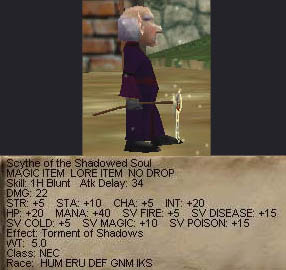 Scythe of the Shadowed Soul
MAGIC ITEM LORE ITEM NO DROP
Skill: 1H Blunt Atk Delay: 34
DMG: 22
STR: +5 STA: +10 CHA: +5 INT: +20
HP: +20 MANA: +40 SV FIRE: +5 SV DISEASE: +15
SV COLD: +5 SV MAGIC: +10 SV POISON: +15
Effect: Torment of Shadows
WT: 5.0
Class: NEC
Race: HUM ERU DEF GNM IKS